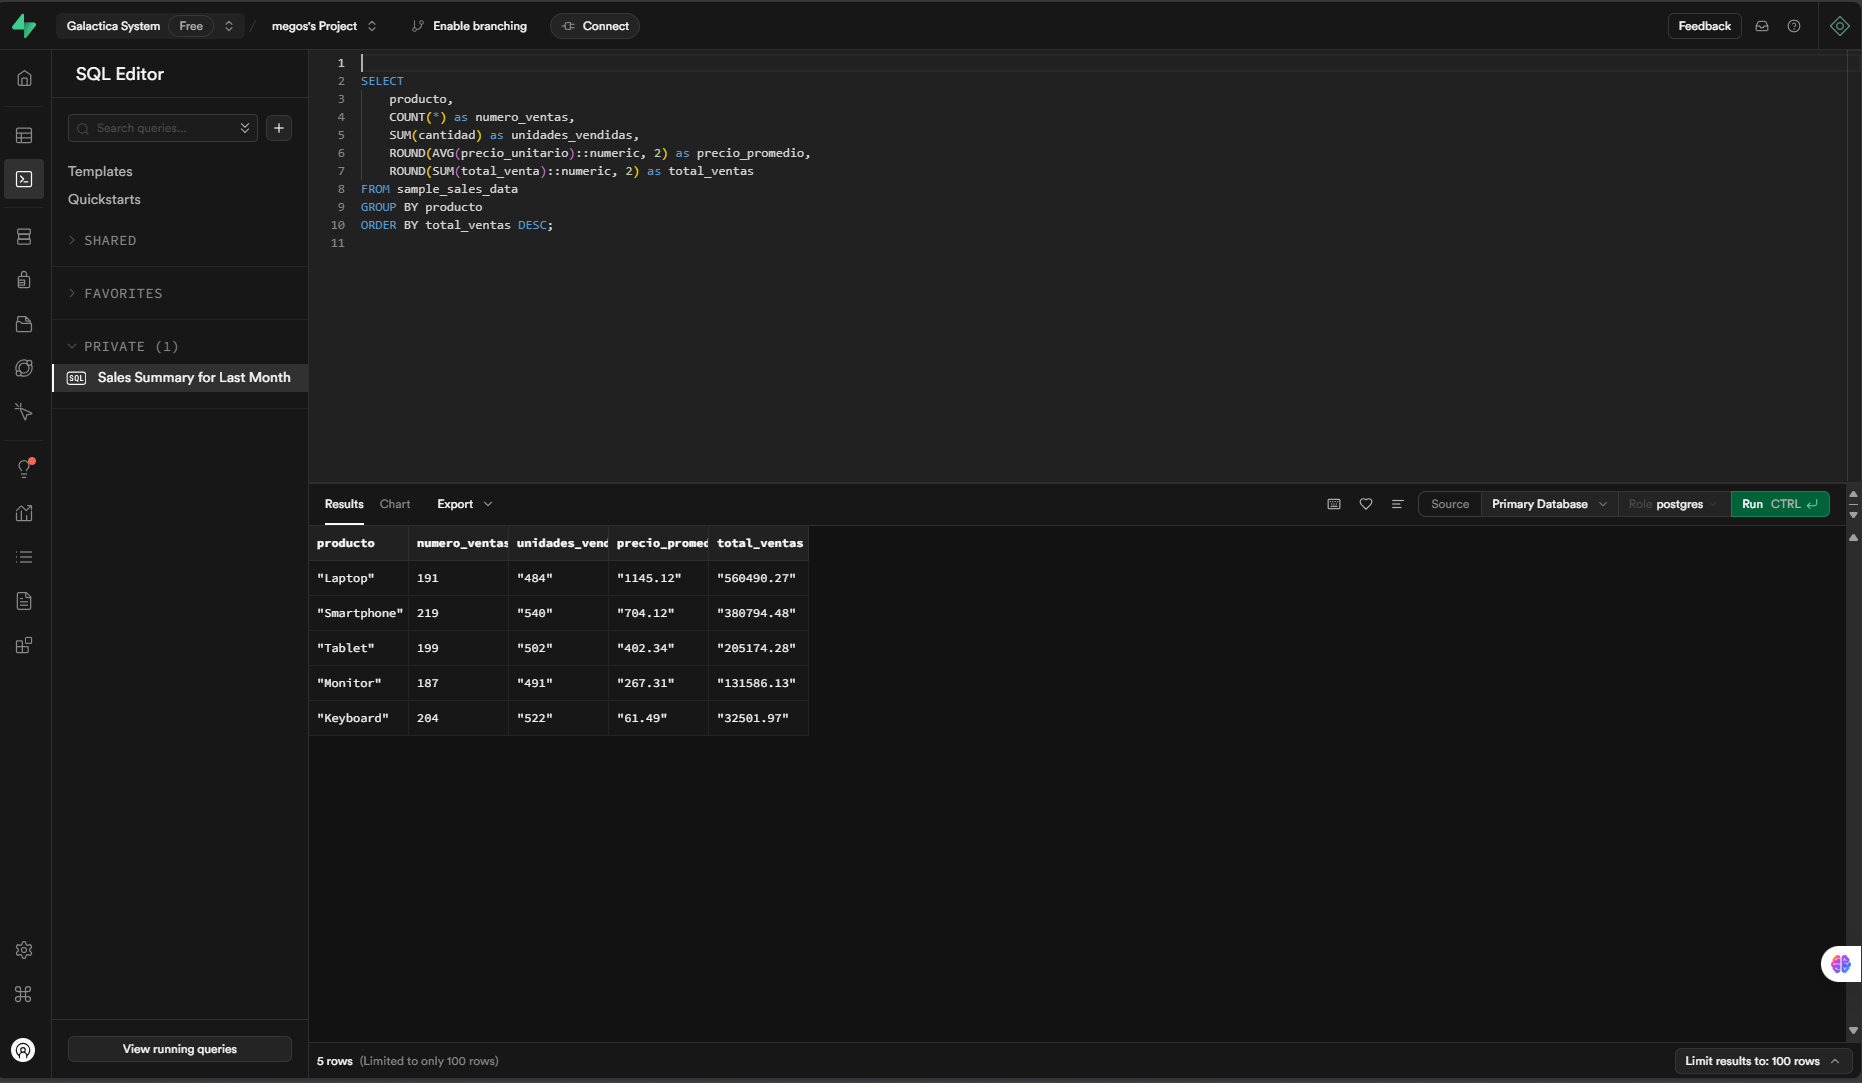 Galactica System Free / megos's Project Enable branching Connect Feedback
SQL Editor
Search queries...
Templates
Quickstarts
SHARED
FAVORITES
PRIVATE (1)
SQL Sales Summary for Last Month
View running queries
1
2 SELECT
3 producto,
4 COUNT(*) as numero_ventas,
5 SUM(cantidad) as unidades_vendidas,
6 ROUND(AVG(precio_unitario)::numeric, 2) as precio_promedio,
7 ROUND(SUM(total_venta)::numeric, 2) as total_ventas
8 FROM sample_sales_data
9 GROUP BY producto
10 ORDER BY total_ventas DESC;
11
Results Chart Export Source Primary Database Role postgres Run CTRL ↵
producto numero_ventas unidades_vend precio_promed total_ventas
"Laptop" 191 "484" "1145.12" "560490.27"
"Smartphone" 219 "540" "704.12" "380794.48"
"Tablet" 199 "502" "402.34" "205174.28"
"Monitor" 187 "491" "267.31" "131586.13"
"Keyboard" 204 "522" "61.49" "32501.97"
5 rows (Limited to only 100 rows) Limit results to: 100 rows